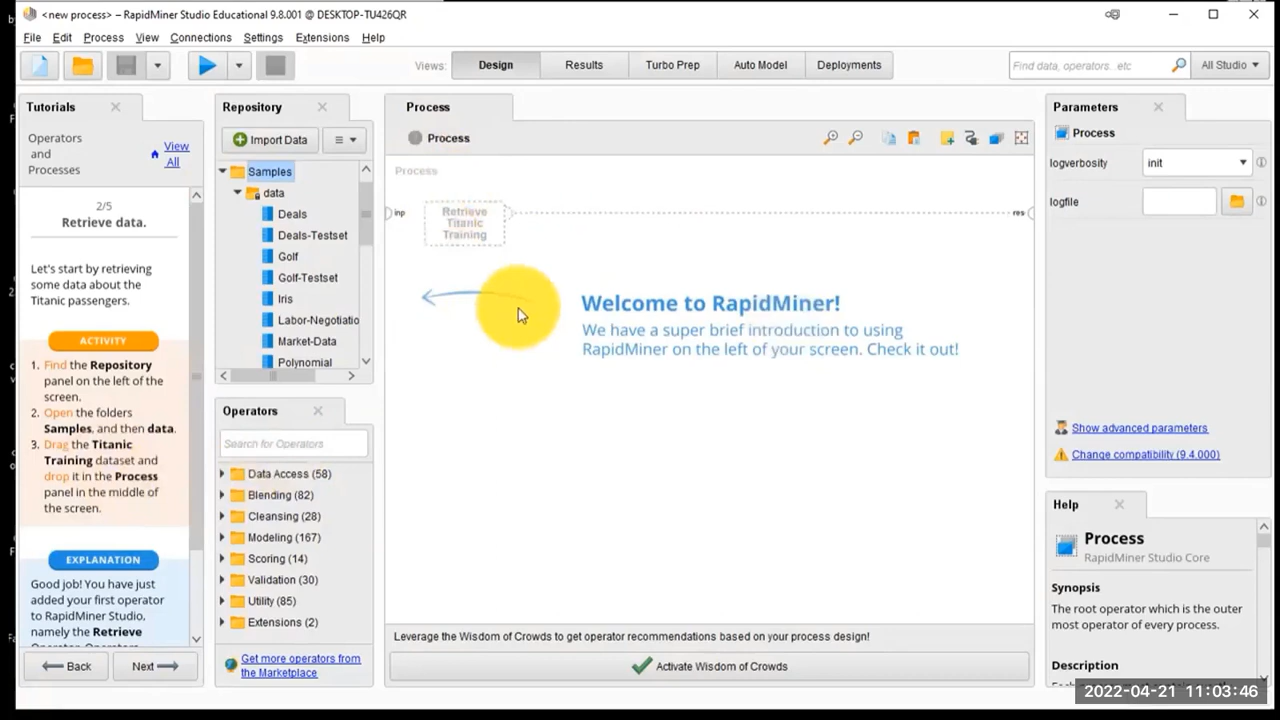 <new process> – RapidMiner Studio Educational 9.8.001 @ DESKTOP-TU426QR
File Edit Process View Connections Settings Extensions Help
Views: Design Results Turbo Prep Auto Model Deployments
Find data, operators...etc
All Studio
Tutorials
Operators
and
Processes
View
All
2/5
Retrieve data.
Let's start by retrieving
some data about the
Titanic passengers.
ACTIVITY
1. Find the Repository
panel on the left of the
screen.
2. Open the folders
Samples, and then data.
3. Drag the Titanic
Training dataset and
drop it in the Process
panel in the middle of
the screen.
EXPLANATION
Good job! You have just
added your first operator
to RapidMiner Studio,
namely the Retrieve
Back
Next
Repository
Import Data
Samples
data
Deals
Deals-Testset
Golf
Golf-Testset
Iris
Labor-Negotiatio
Market-Data
Polynomial
Operators
Search for Operators
Data Access (58)
Blending (82)
Cleansing (28)
Modeling (167)
Scoring (14)
Validation (30)
Utility (85)
Extensions (2)
Get more operators from
the Marketplace
Process
Process
Process
inp
Retrieve
Titanic
Training
res
Welcome to RapidMiner!
We have a super brief introduction to using
RapidMiner on the left of your screen. Check it out!
Leverage the Wisdom of Crowds to get operator recommendations based on your process design!
Activate Wisdom of Crowds
Parameters
Process
logverbosity
init
logfile
Show advanced parameters
Change compatibility (9.4.000)
Help
Process
RapidMiner Studio Core
Synopsis
The root operator which is the outer
most operator of every process.
Description
2022-04-21 11:03:46